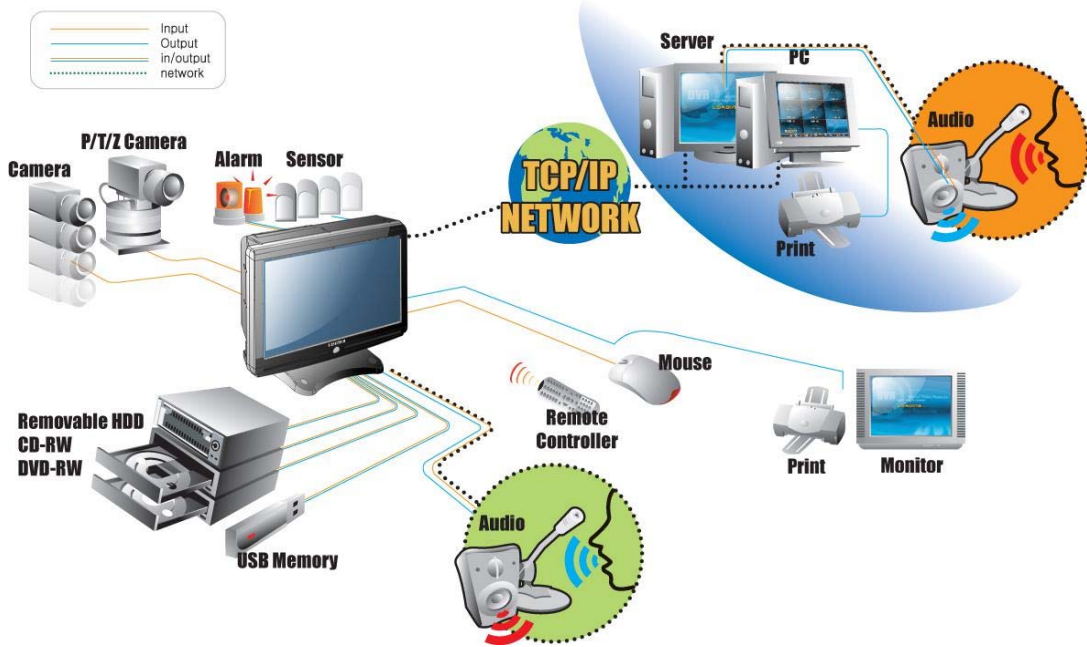 Input
Output
in/output
network
Server
PC
P/T/Z Camera
Camera
Alarm
Sensor
Audio
TCP/IP
NETWORK
Print
Mouse
Remote
Controller
Removable HDD
CD-RW
DVD-RW
Print
Monitor
USB Memory
Audio
DVR